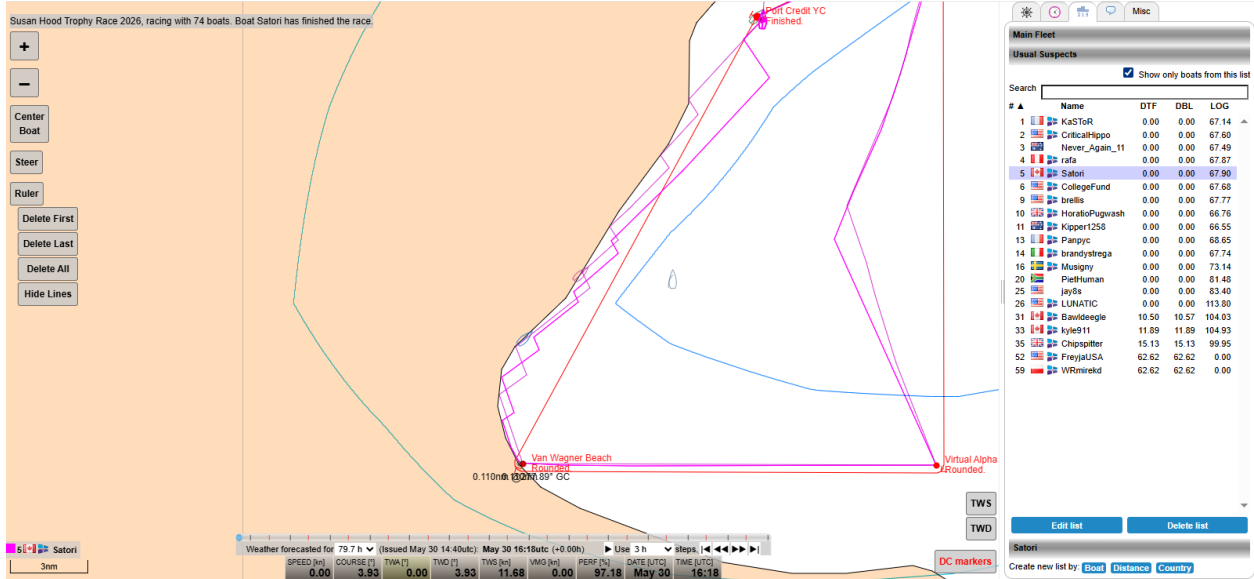 Susan Hood Trophy Race 2026, racing with 74 boats. Boat Satori has finished the race.
+
−
Center
Boat
Steer
Ruler
Delete First
Delete Last
Delete All
Hide Lines
Port Credit YC
Finished.
Van Wagner Beach
Rounded.
Virtual Alpha
Rounded.
TWS
TWD
DC markers
5 Satori
3nm
Weather forecasted for 79.7 h (Issued May 30 14:40utc): May 30 16:18utc (+0.00h) Use 3 h steps,
SPEED [kn] COURSE [°] TWA [°] TWD [°] TWS [kn] VMG [kn] PERF [%] DATE [UTC] TIME [UTC]
0.00 3.93 0.00 3.93 11.68 0.00 97.18 May 30 16:18
Misc
Main Fleet
Usual Suspects
Show only boats from this list
Search
# ▲ Name DTF DBL LOG
1 KaSToR 0.00 0.00 67.14
2 CriticalHippo 0.00 0.00 67.60
3 Never_Again_11 0.00 0.00 67.49
4 rafa 0.00 0.00 67.87
5 Satori 0.00 0.00 67.90
6 CollegeFund 0.00 0.00 67.68
9 brellis 0.00 0.00 67.77
10 HoratioPugwash 0.00 0.00 66.76
11 Kipper1258 0.00 0.00 66.55
13 Panpyc 0.00 0.00 68.65
14 brandystrega 0.00 0.00 67.74
16 Musigny 0.00 0.00 73.14
20 PietHuman 0.00 0.00 81.48
25 jay8s 0.00 0.00 83.40
26 LUNATIC 0.00 0.00 113.80
31 Bawldeegle 10.50 10.57 104.03
33 kyle911 11.89 11.89 104.93
35 Chipspitter 15.13 15.13 99.95
52 FreyjaUSA 62.62 62.62 0.00
59 WRmirekd 62.62 62.62 0.00
Edit list
Delete list
Satori
Create new list by: Boat Distance Country